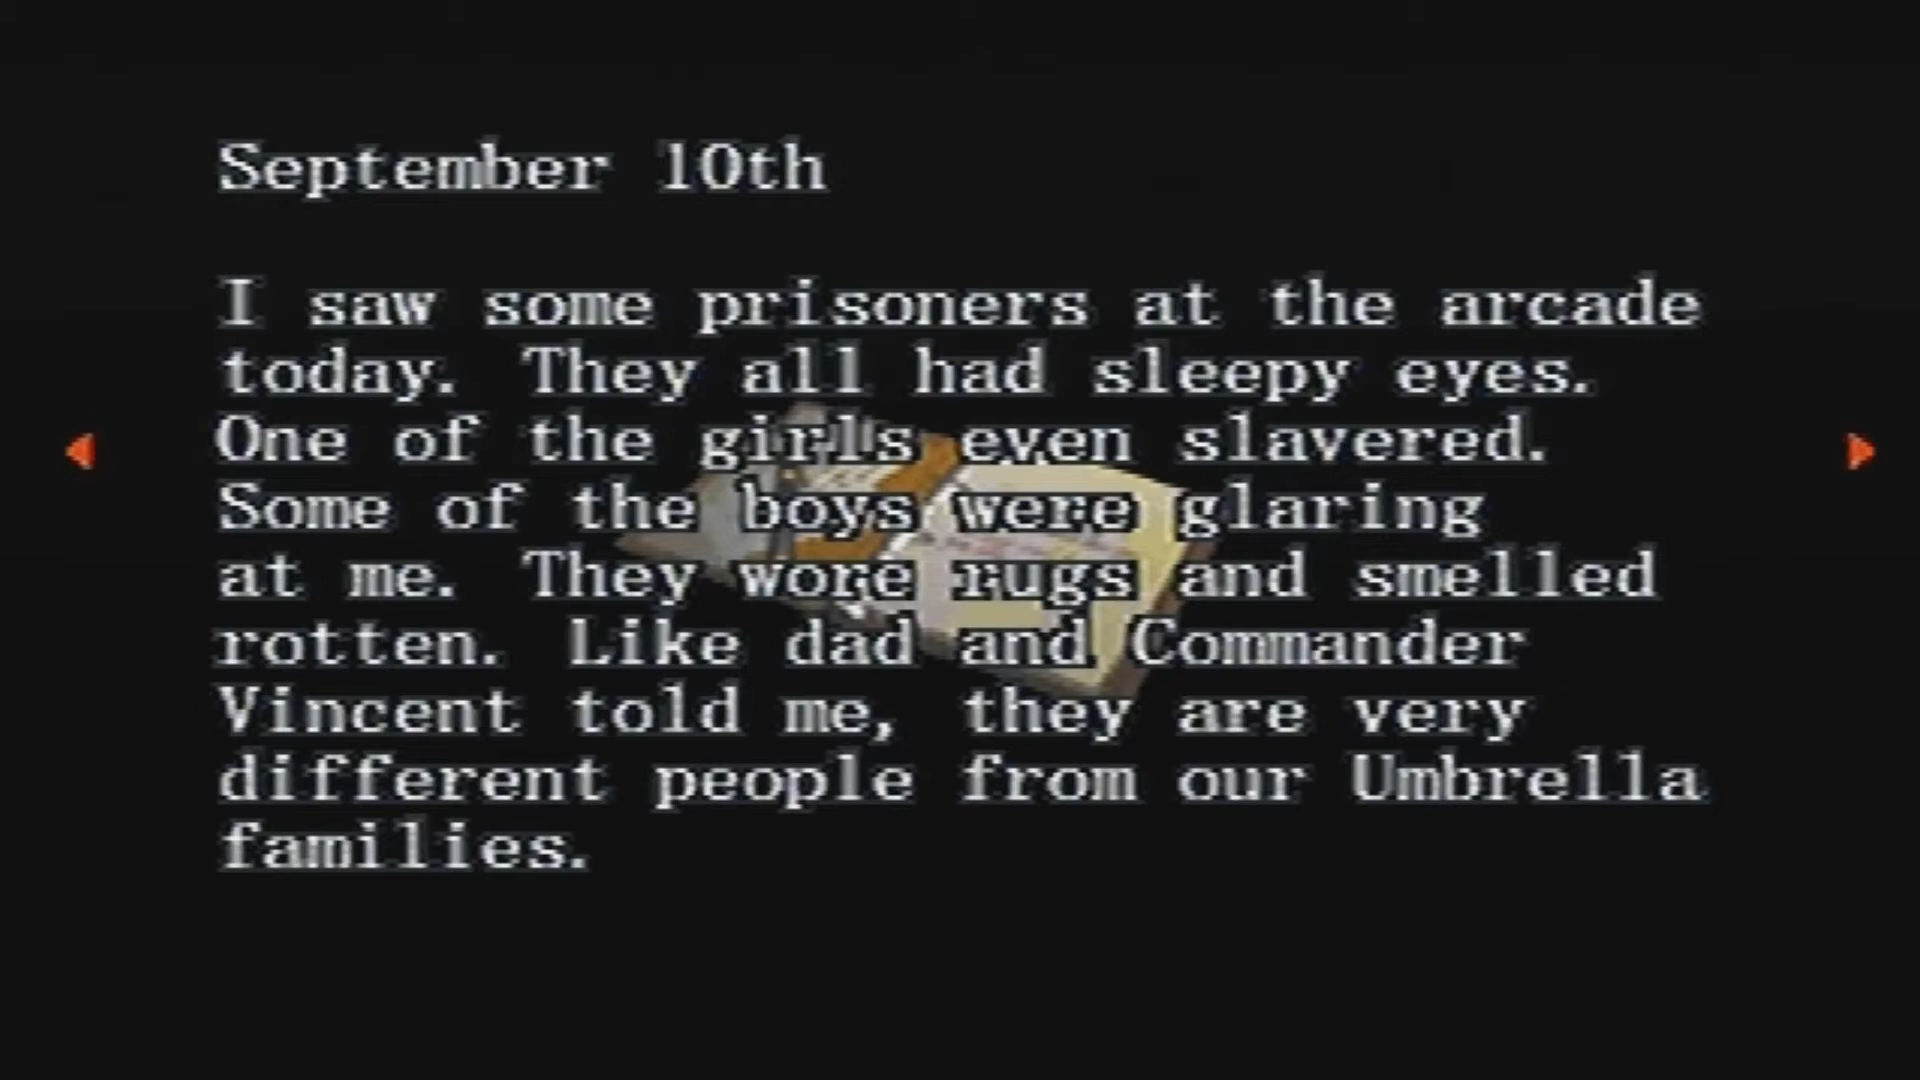 September 10th
I saw some prisoners at the arcade
today. They all had sleepy eyes.
One of the girls even slavered.
Some of the boys were glaring
at me. They wore rugs and smelled
rotten. Like dad and Commander
Vincent told me, they are very
different people from our Umbrella
families.